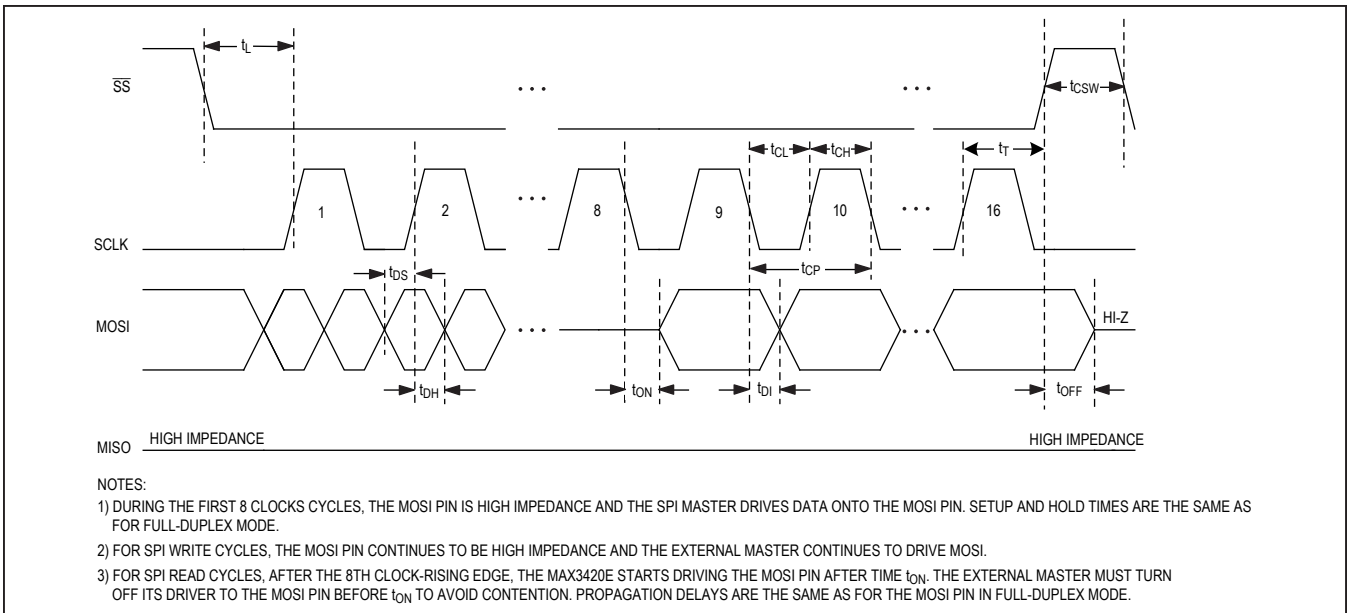 tL
SS
• • •
• • •
tCSW
tCL
tCH
tT
1
2
• • •
8
9
10
• • •
16
SCLK
tDS
tCP
MOSI
• • •
• • •
HI-Z
tDH
tON
tDI
tOFF
MISO HIGH IMPEDANCE HIGH IMPEDANCE
NOTES:
1) DURING THE FIRST 8 CLOCKS CYCLES, THE MOSI PIN IS HIGH IMPEDANCE AND THE SPI MASTER DRIVES DATA ONTO THE MOSI PIN. SETUP AND HOLD TIMES ARE THE SAME AS
FOR FULL-DUPLEX MODE.
2) FOR SPI WRITE CYCLES, THE MOSI PIN CONTINUES TO BE HIGH IMPEDANCE AND THE EXTERNAL MASTER CONTINUES TO DRIVE MOSI.
3) FOR SPI READ CYCLES, AFTER THE 8TH CLOCK-RISING EDGE, THE MAX3420E STARTS DRIVING THE MOSI PIN AFTER TIME tON. THE EXTERNAL MASTER MUST TURN
OFF ITS DRIVER TO THE MOSI PIN BEFORE tON TO AVOID CONTENTION. PROPAGATION DELAYS ARE THE SAME AS FOR THE MOSI PIN IN FULL-DUPLEX MODE.